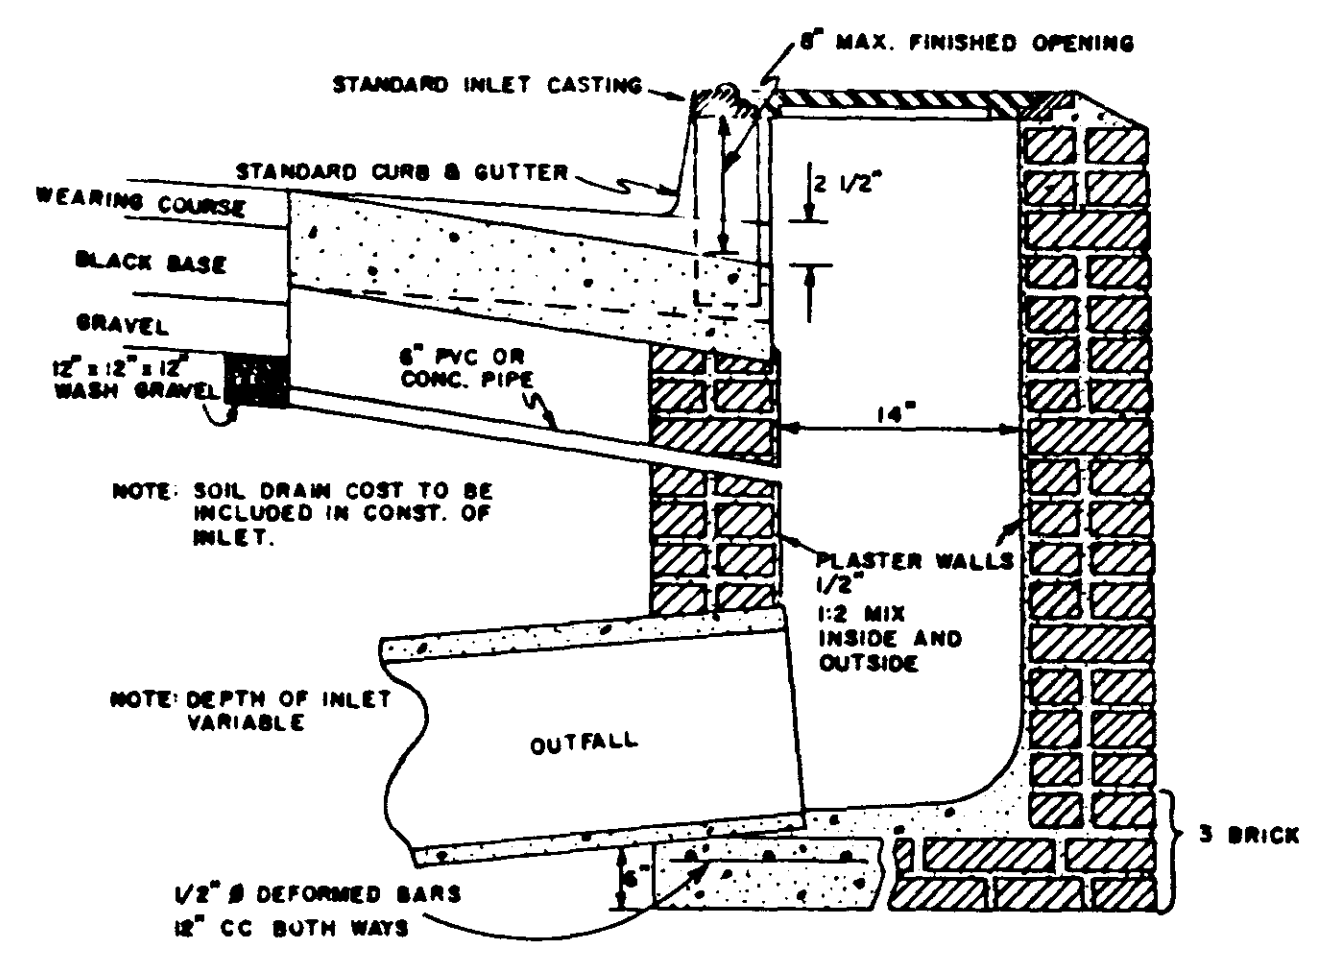 8" MAX. FINISHED OPENING
STANDARD INLET CASTING
STANDARD CURB & GUTTER
2 1/2"
WEARING COURSE
BLACK BASE
GRAVEL
12" x 12" x 12"
WASH GRAVEL
6" PVC OR
CONC. PIPE
14"
NOTE: SOIL DRAIN COST TO BE
INCLUDED IN CONST. OF
INLET.
PLASTER WALLS
1/2"
1:2 MIX
INSIDE AND
OUTSIDE
NOTE: DEPTH OF INLET
VARIABLE
OUTFALL
3 BRICK
6"
1/2" Ø DEFORMED BARS
12" CC BOTH WAYS